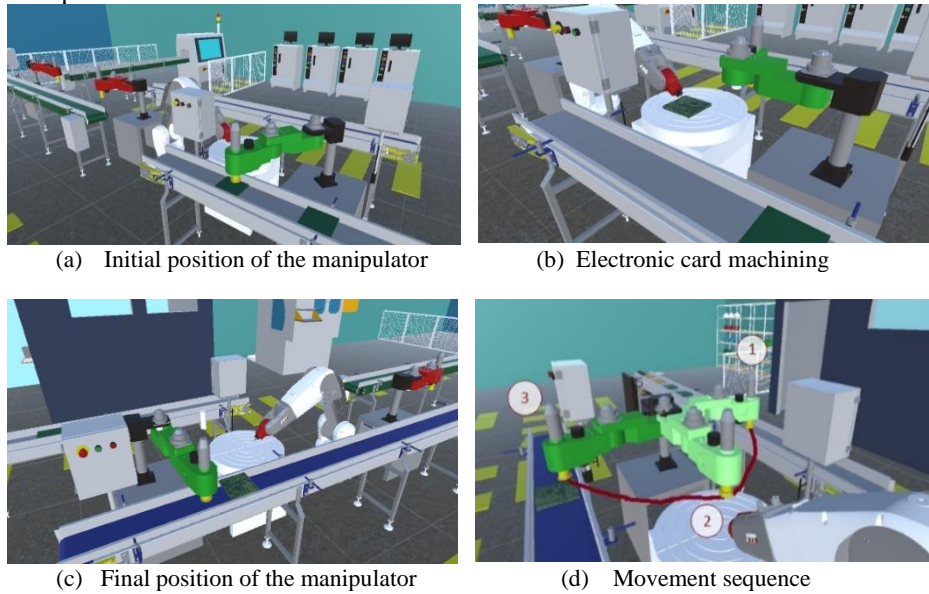 (a) Initial position of the manipulator
(b) Electronic card machining
(c) Final position of the manipulator
1
3
2
(d) Movement sequence